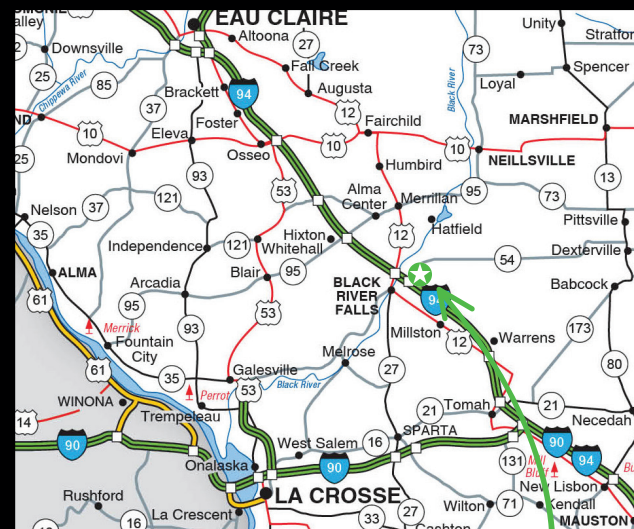 EAU CLAIRE
Unity
Stratfor
alley
Downsville
Altoona
27
73
Spencer
25
Chippewa River
85
Fall Creek
Black River
Loyal
Brackett
94
Augusta
37
12
Foster
Fairchild
MARSHFIELD
10
Eleva
Osseo
10
10
NEILLSVILLE
25
Mondovi
Humbird
93
13
53
121
Alma
Center
Merrillan
95
73
Nelson
37
Pittsville
35
12
Hatfield
Independence
121
Hixton
Whitehall
54
Dexterville
ALMA
Blair
95
BLACK
RIVER
FALLS
94
Babcock
61
Arcadia
95
53
Merrick
93
Millston
12
Warrens
173
Fountain
City
Melrose
61
35
Galesville
Black River
27
80
Perrot
53
WINONA
Trempeleau
21
Tomah
21
Necedah
14
90
West Salem
16
SPARTA
90
Onalaska
90
131
Mill
Bluff
94
New Lisbon
Rushford
LA CROSSE
Wilton
71
Kendall
La Crescent
16
33
27
MAUSTON